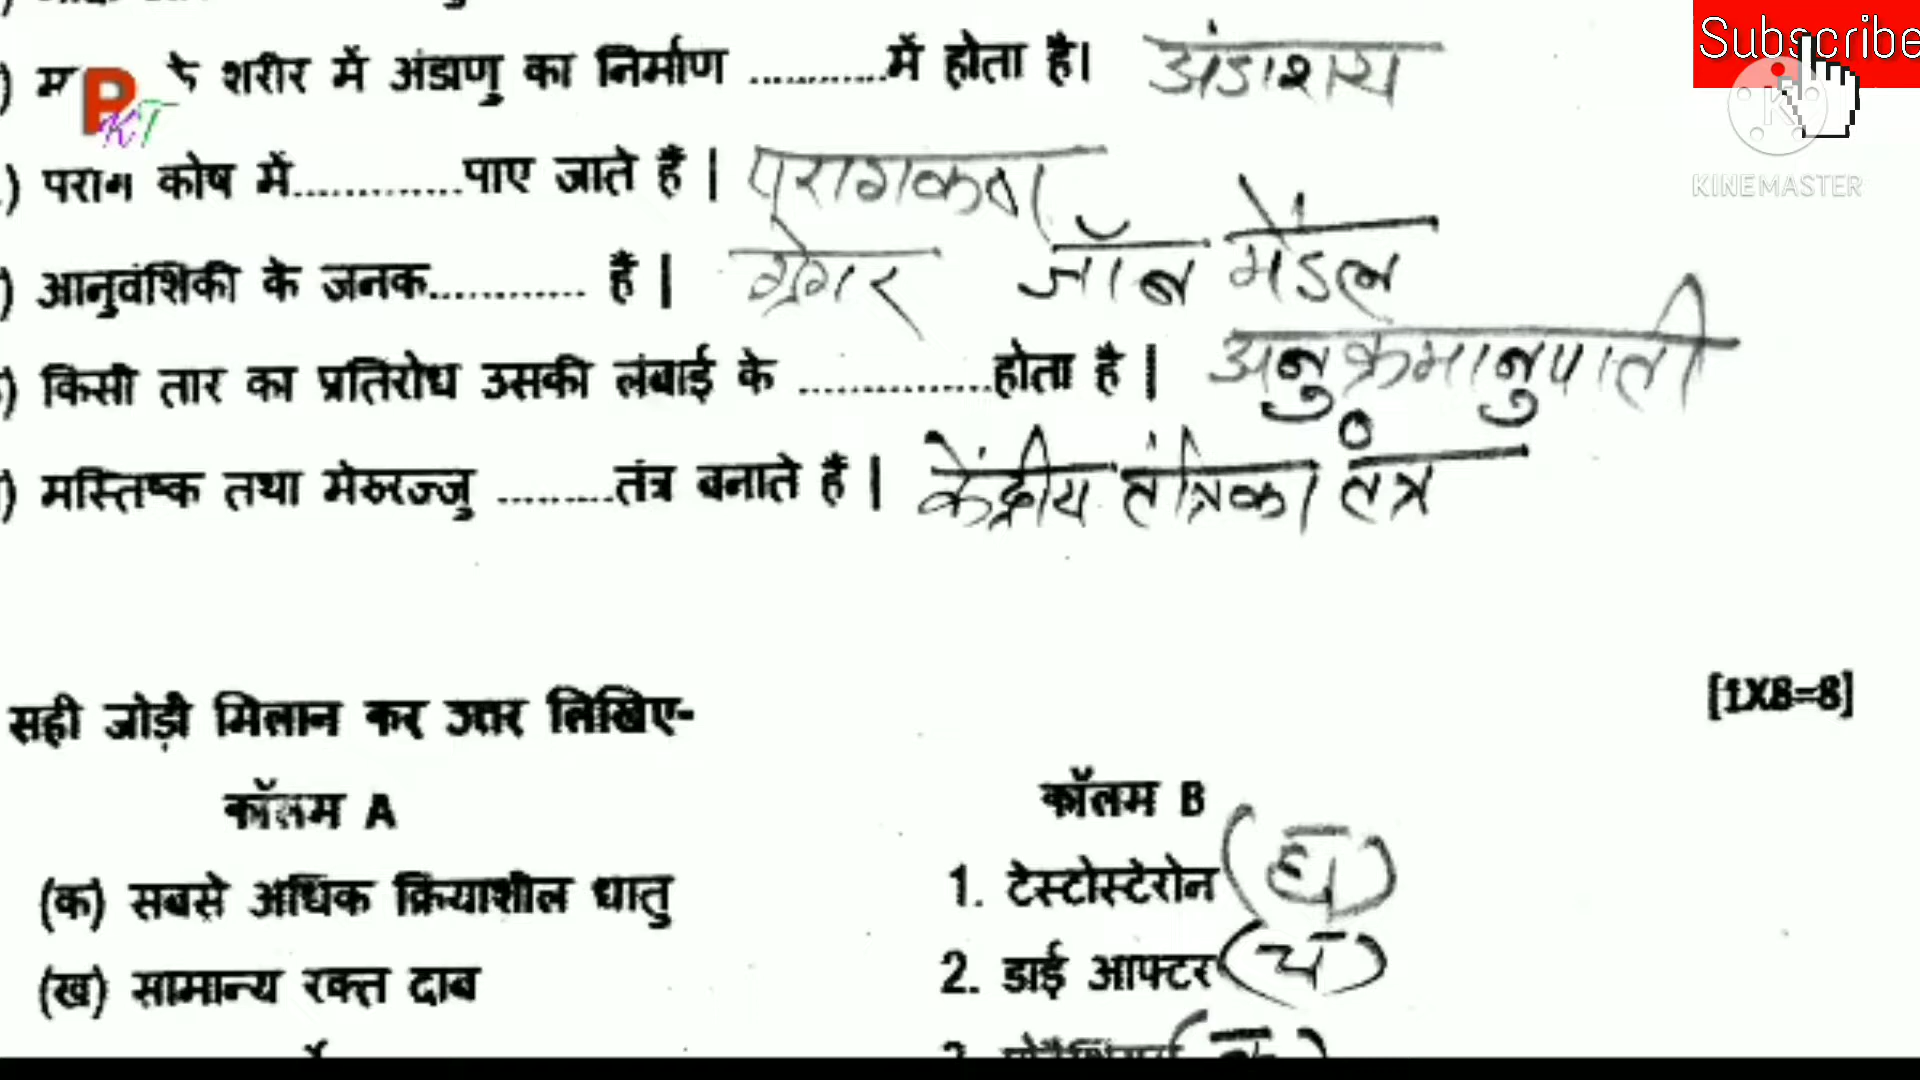 Subscribe
के शरीर में अंडाणु का निर्माण ............में होता है। अंडाशय
KINEMASTER
) पराग कोष में.............पाए जाते हैं | परागकण
) आनुवंशिकी के जनक............ हैं | ग्रेगर जॉन मेंडल
) किसी तार का प्रतिरोध उसकी लंबाई के ...............होता है | अनुक्रमानुपाती
) मस्तिष्क तथा मेरुरज्जु .........तंत्र बनाते हैं | केंद्रीय तंत्रिका तंत्र
सही जोड़ी मिलान कर उत्तर लिखिए- [1X8=8]
कॉलम A कॉलम B
(क) सबसे अधिक क्रियाशील धातु 1. टेस्टोस्टेरोन (घ)
(ख) सामान्य रक्त दाब 2. डाई आफ्टर (च)